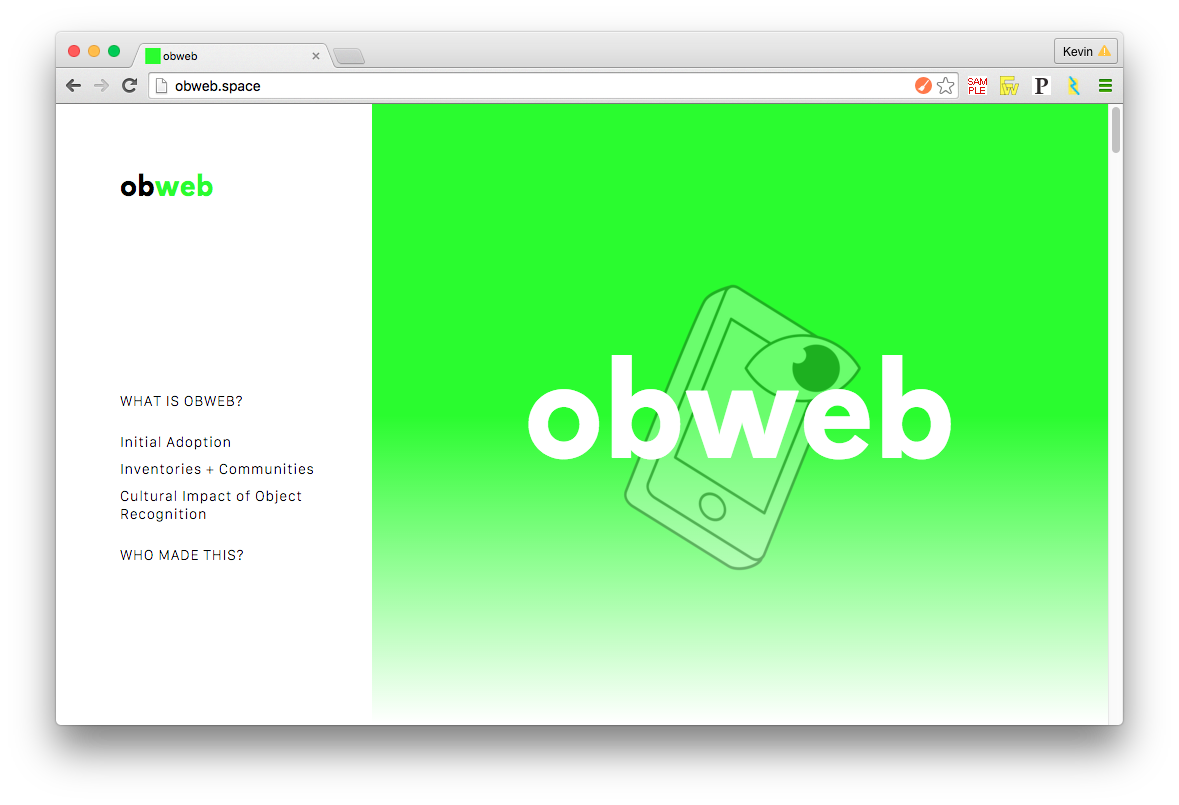 obweb
Kevin
obweb.space
SAM
PLE
P
obweb
WHAT IS OBWEB?
Initial Adoption
Inventories + Communities
Cultural Impact of Object
Recognition
WHO MADE THIS?
obweb